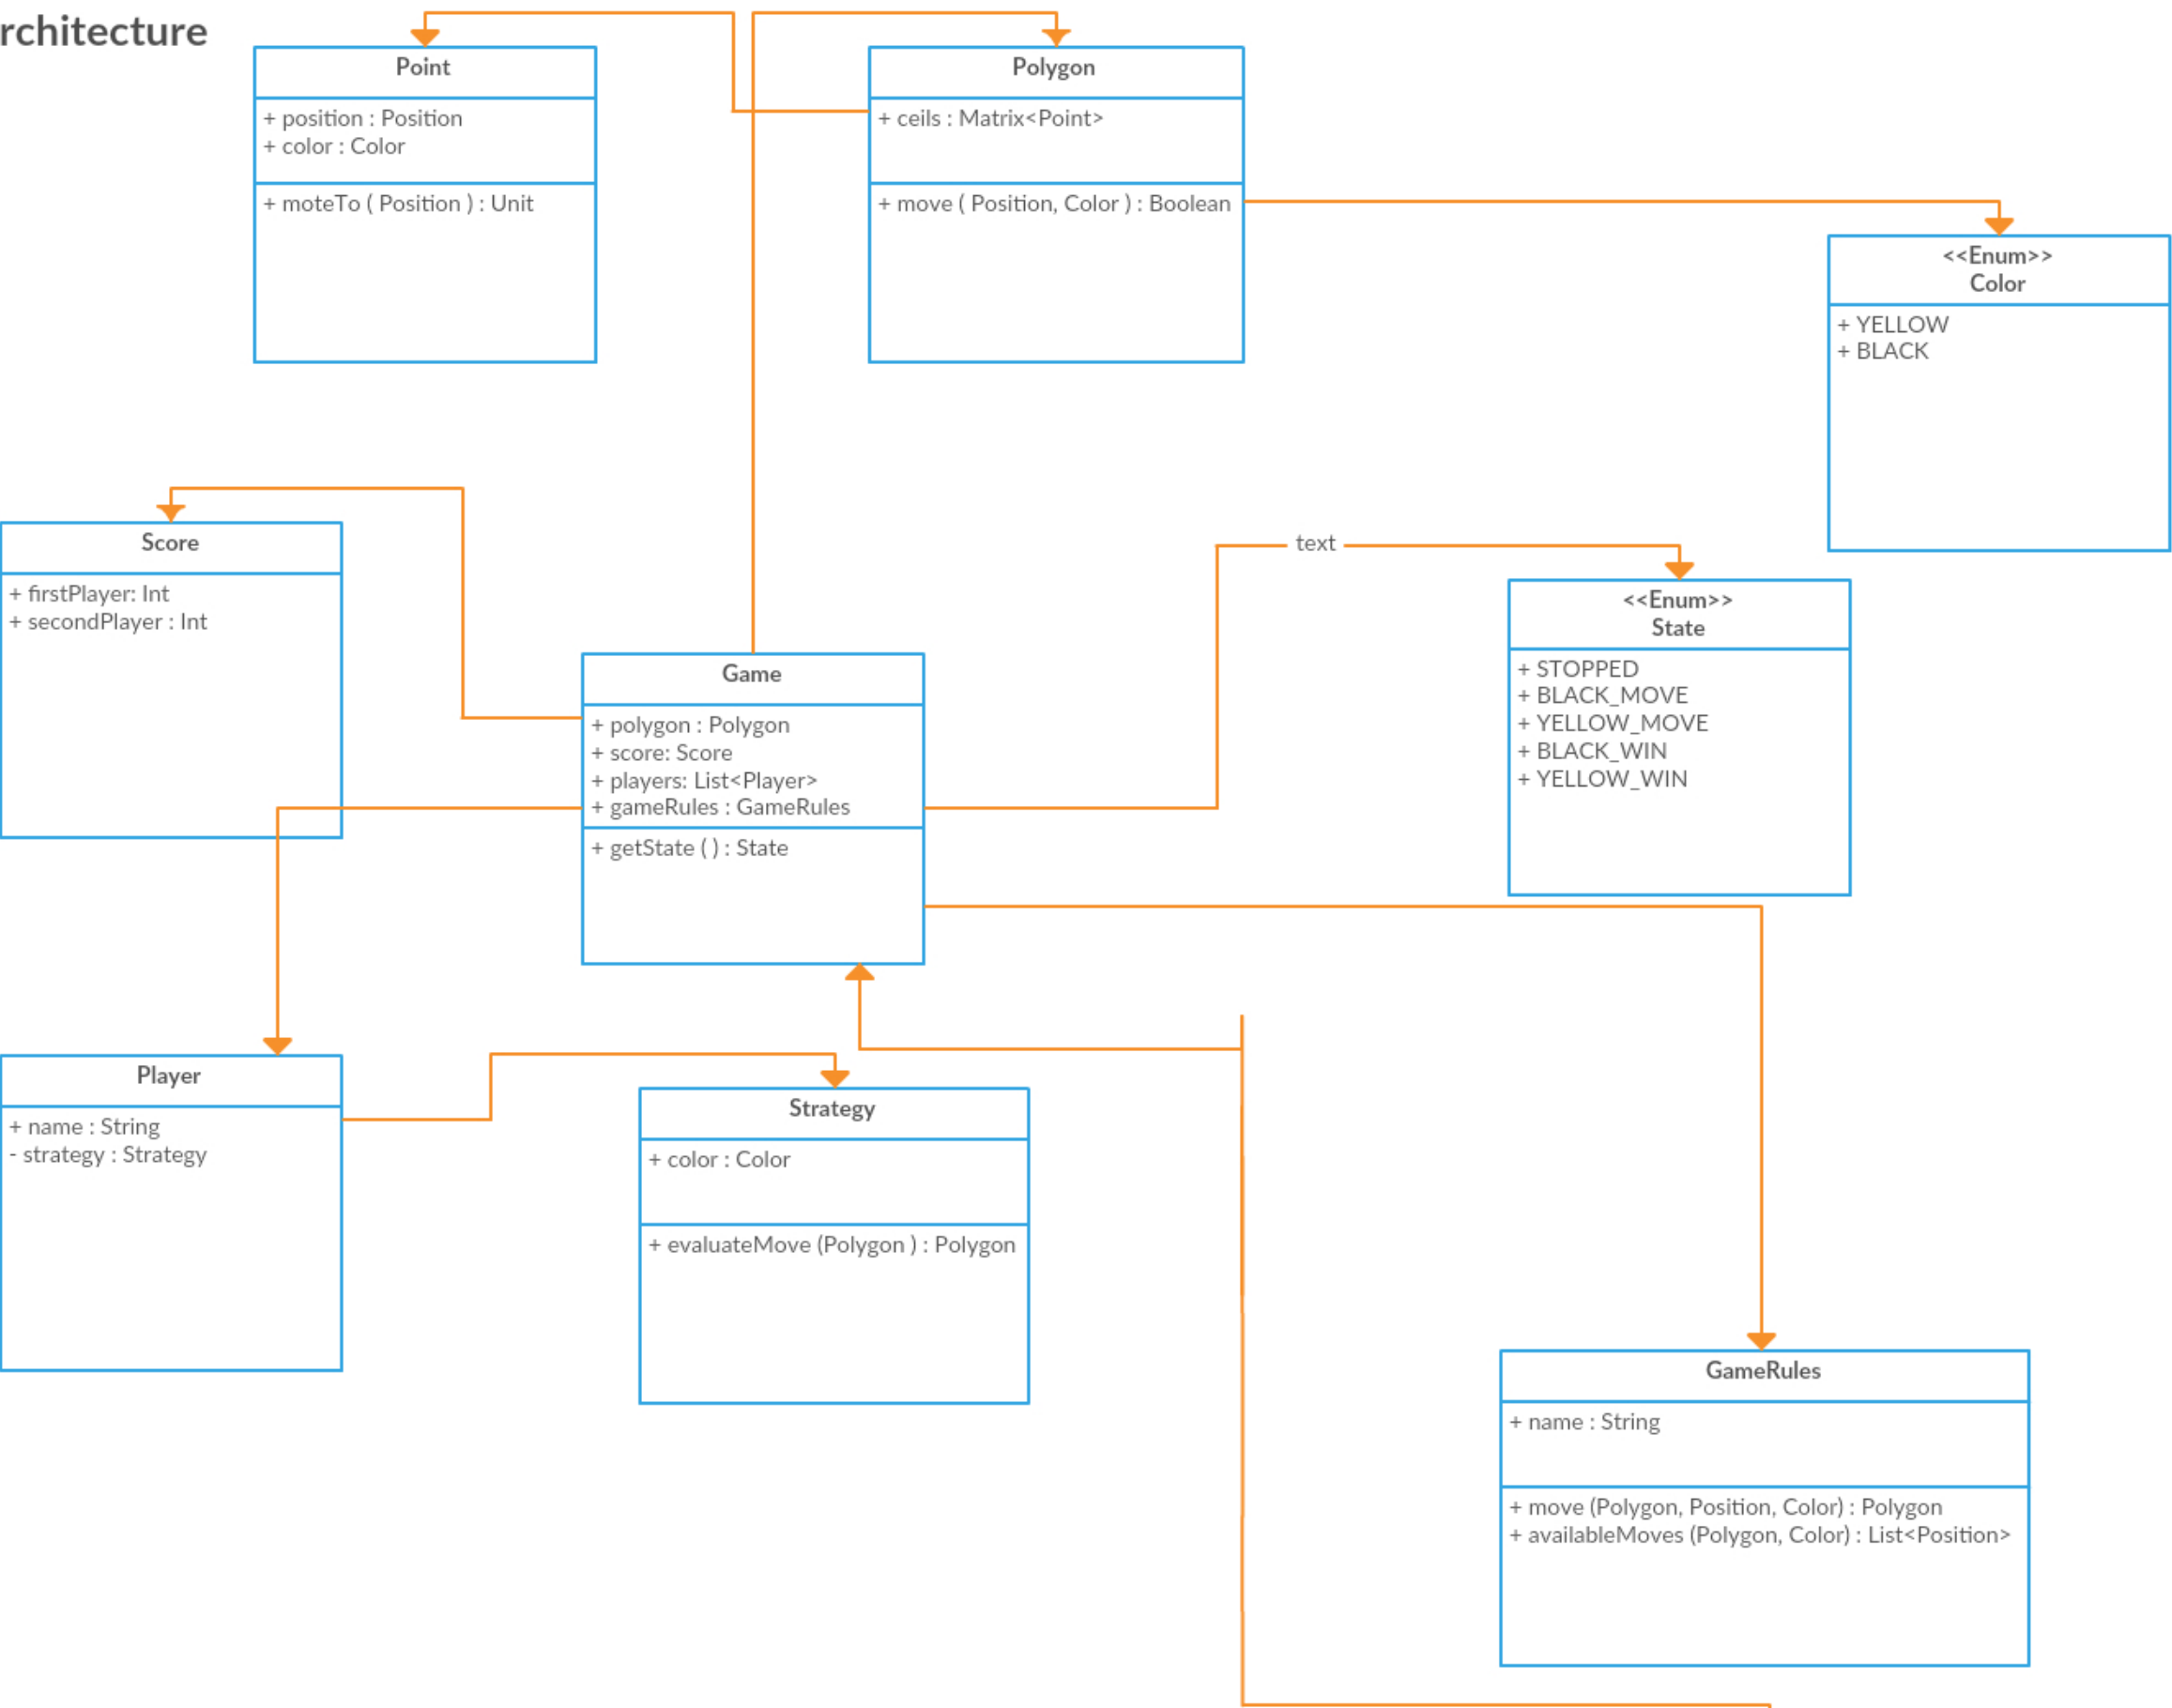 rchitecture
Point
+ position : Position
+ color : Color
+ moteTo ( Position ) : Unit
Polygon
+ ceils : Matrix<Point>
+ move ( Position, Color ) : Boolean
<<Enum>>
Color
+ YELLOW
+ BLACK
Score
+ firstPlayer: Int
+ secondPlayer : Int
text
<<Enum>>
State
+ STOPPED
+ BLACK_MOVE
+ YELLOW_MOVE
+ BLACK_WIN
+ YELLOW_WIN
Game
+ polygon : Polygon
+ score: Score
+ players: List<Player>
+ gameRules : GameRules
+ getState ( ) : State
Player
+ name : String
- strategy : Strategy
Strategy
+ color : Color
+ evaluateMove (Polygon ) : Polygon
GameRules
+ name : String
+ move (Polygon, Position, Color) : Polygon
+ availableMoves (Polygon, Color) : List<Position>